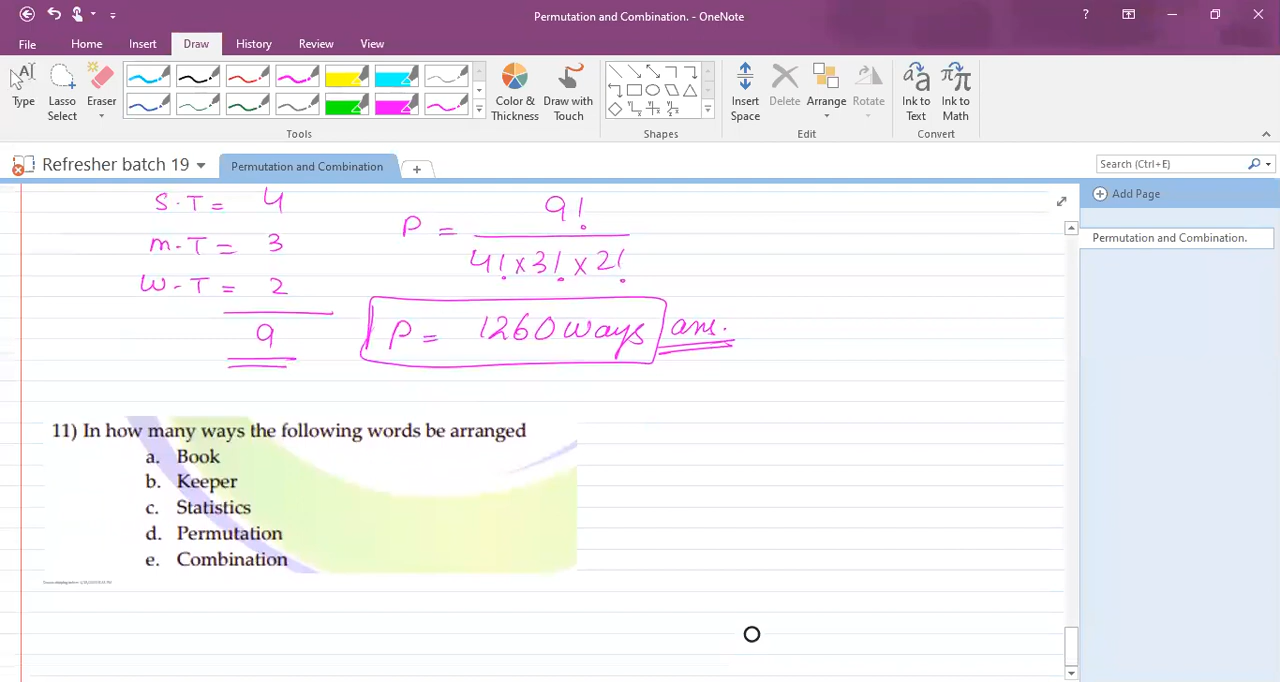 Permutation and Combination. - OneNote
?
File
Home
Insert
Draw
History
Review
View
Type
Lasso Select
Eraser
Color & Thickness
Draw with Touch
Insert Space
Delete
Arrange
Rotate
Ink to Text
Ink to Math
Tools
Shapes
Edit
Convert
Refresher batch 19
Permutation and Combination
Search (Ctrl+E)
Add Page
Permutation and Combination.
S.T = 4
m.T = 3
W.T = 2
9
P = 9! / 4! × 3! × 2!
P = 1260 ways ans.
11) In how many ways the following words be arranged
a. Book
b. Keeper
c. Statistics
d. Permutation
e. Combination